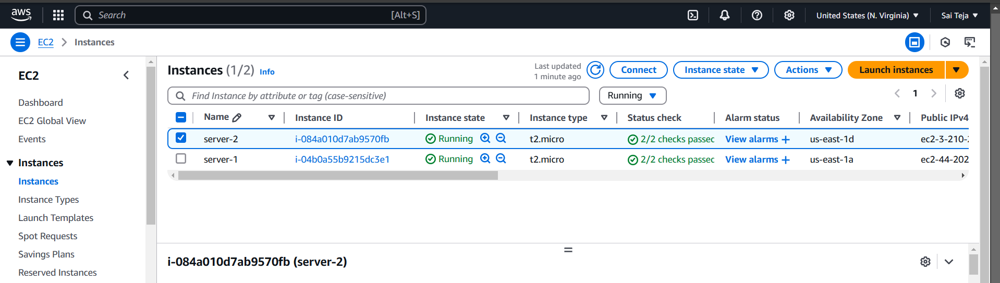 aws Search [Alt+S] United States (N. Virginia) Sai Teja
EC2 Instances
EC2
Dashboard
EC2 Global View
Events
Instances
Instances
Instance Types
Launch Templates
Spot Requests
Savings Plans
Reserved Instances
Instances (1/2) Info
Last updated
1 minute ago
Connect Instance state Actions Launch instances
Find Instance by attribute or tag (case-sensitive) Running 1
Name Instance ID Instance state Instance type Status check Alarm status Availability Zone Public IPv4
server-2 i-084a010d7ab9570fb Running t2.micro 2/2 checks passed View alarms + us-east-1d ec2-3-210-
server-1 i-04b0a55b9215dc3e1 Running t2.micro 2/2 checks passed View alarms + us-east-1a ec2-44-202
i-084a010d7ab9570fb (server-2)